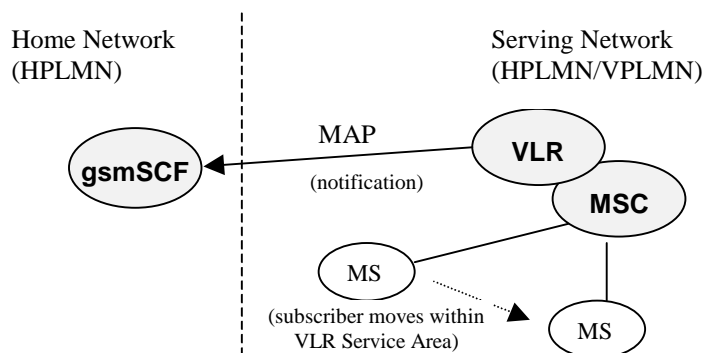 Home Network
(HPLMN)
Serving Network
(HPLMN/VPLMN)
MAP
VLR
gsmSCF
(notification)
MSC
MS
(subscriber moves within
VLR Service Area)
MS